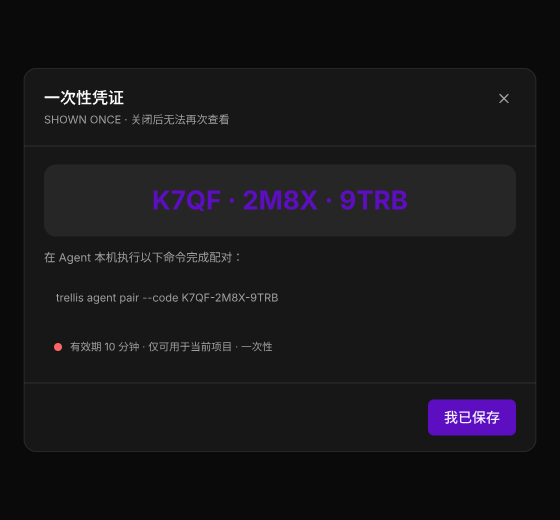 一次性凭证
SHOWN ONCE · 关闭后无法再次查看
K7QF · 2M8X · 9TRB
在 Agent 本机执行以下命令完成配对：
trellis agent pair --code K7QF-2M8X-9TRB
有效期 10 分钟 · 仅可用于当前项目 · 一次性
我已保存